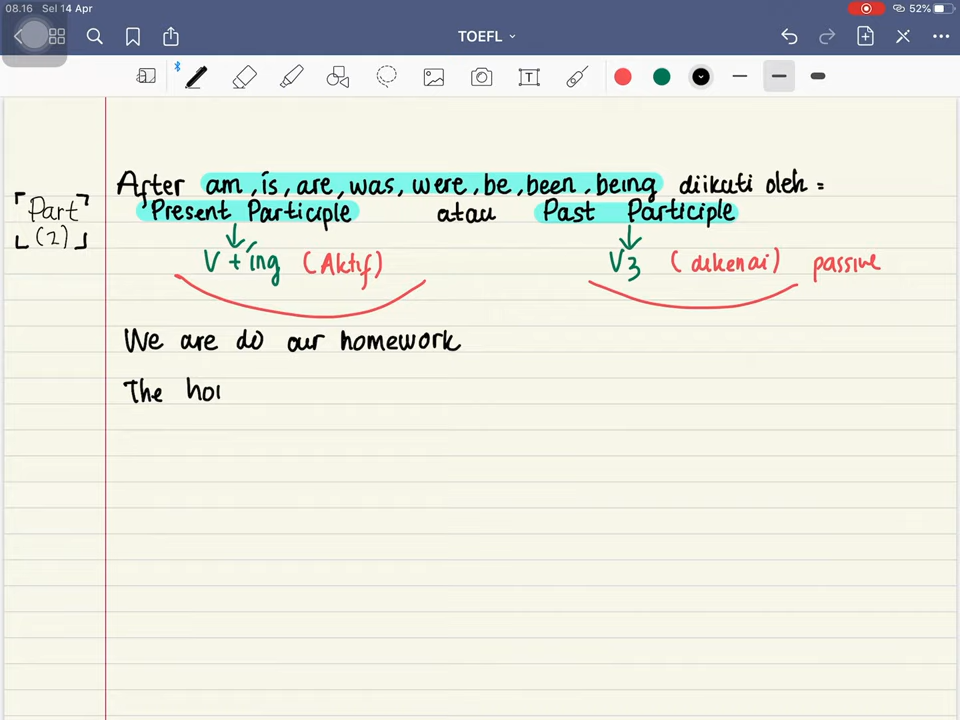 08.16 Sel 14 Apr
52%
TOEFL
T
After am, is, are, was, were, be, been, being diikuti oleh =
Part
(2)
Present Participle atau Past Participle
V + ing (Aktif) V3 (dikenai) passive
We are do our homework
The